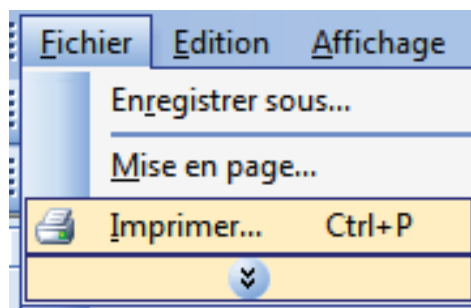 Fichier Edition Affichage
Enregistrer sous...
Mise en page...
Imprimer... Ctrl+P